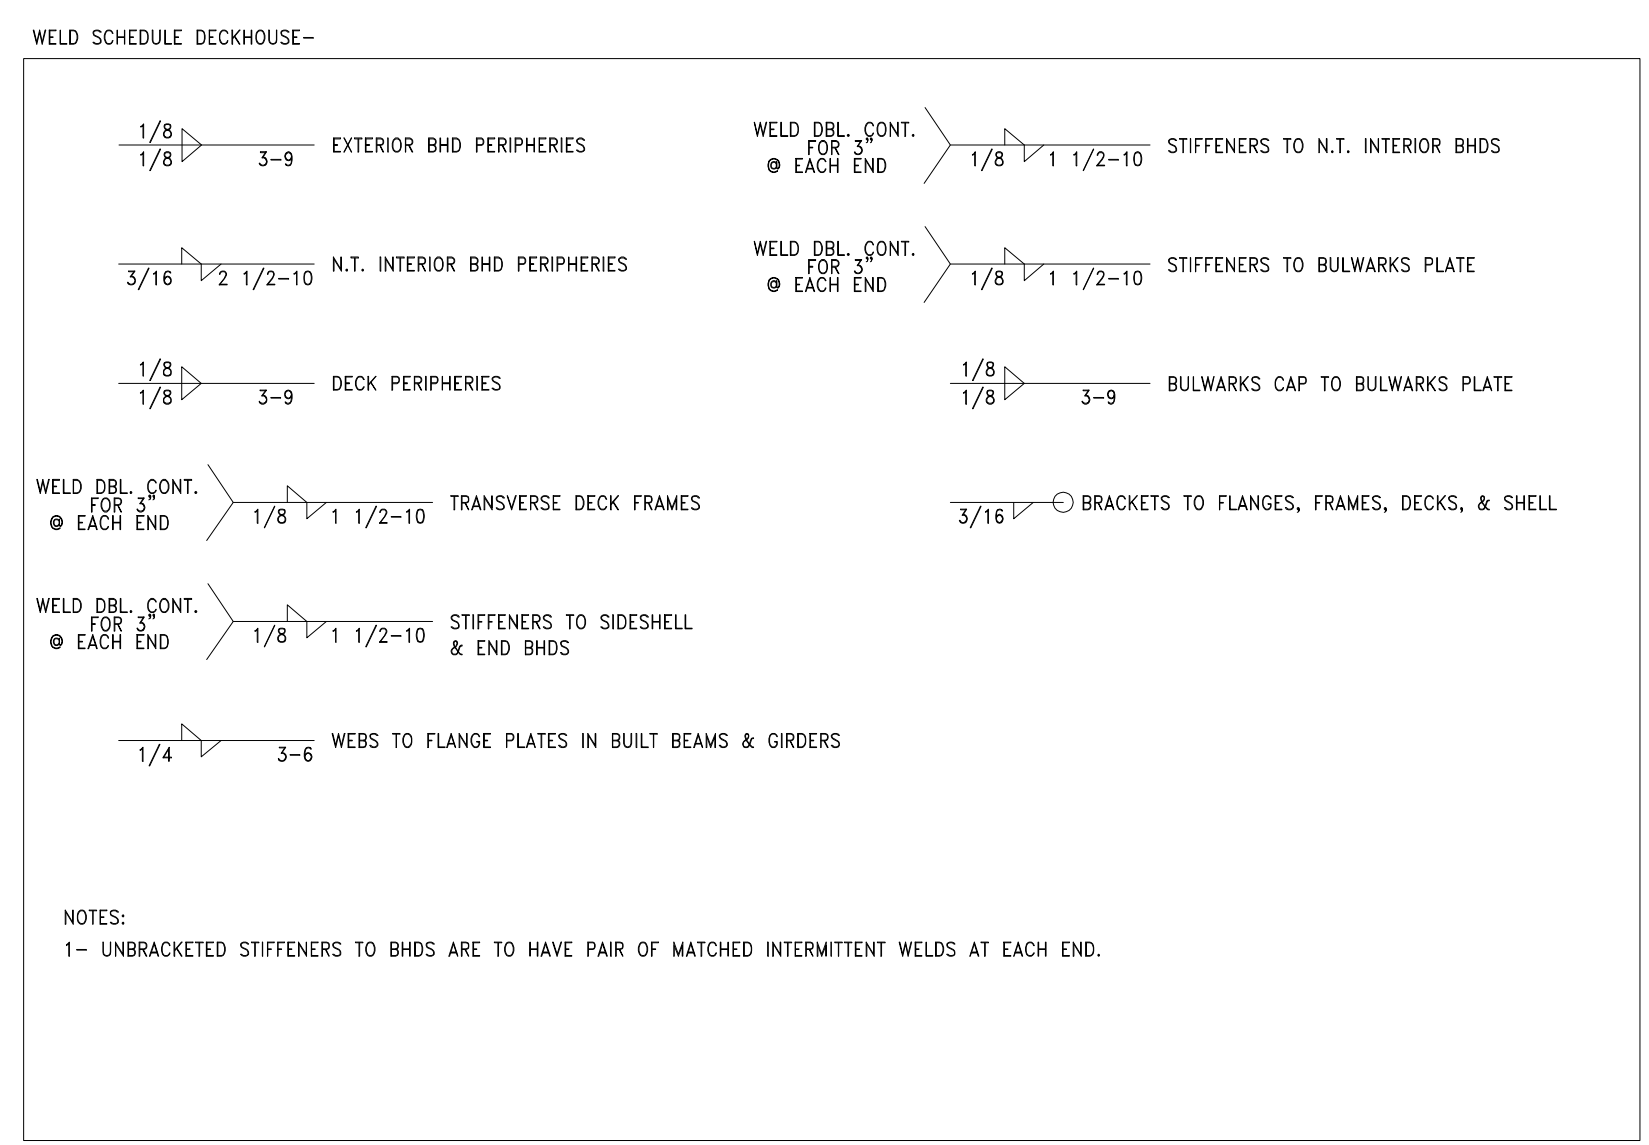 WELD SCHEDULE DECKHOUSE-
1/8
1/8 3-9 EXTERIOR BHD PERIPHERIES
3/16 2 1/2-10 N.T. INTERIOR BHD PERIPHERIES
1/8
1/8 3-9 DECK PERIPHERIES
WELD DBL. CONT.
FOR 3"
@ EACH END
1/8 1 1/2-10 TRANSVERSE DECK FRAMES
WELD DBL. CONT.
FOR 3"
@ EACH END
1/8 1 1/2-10 STIFFENERS TO SIDESHELL
& END BHDS
1/4 3-6 WEBS TO FLANGE PLATES IN BUILT BEAMS & GIRDERS
WELD DBL. CONT.
FOR 3"
@ EACH END
1/8 1 1/2-10 STIFFENERS TO N.T. INTERIOR BHDS
WELD DBL. CONT.
FOR 3"
@ EACH END
1/8 1 1/2-10 STIFFENERS TO BULWARKS PLATE
1/8
1/8 3-9 BULWARKS CAP TO BULWARKS PLATE
3/16 BRACKETS TO FLANGES, FRAMES, DECKS, & SHELL
NOTES:
1- UNBRACKETED STIFFENERS TO BHDS ARE TO HAVE PAIR OF MATCHED INTERMITTENT WELDS AT EACH END.